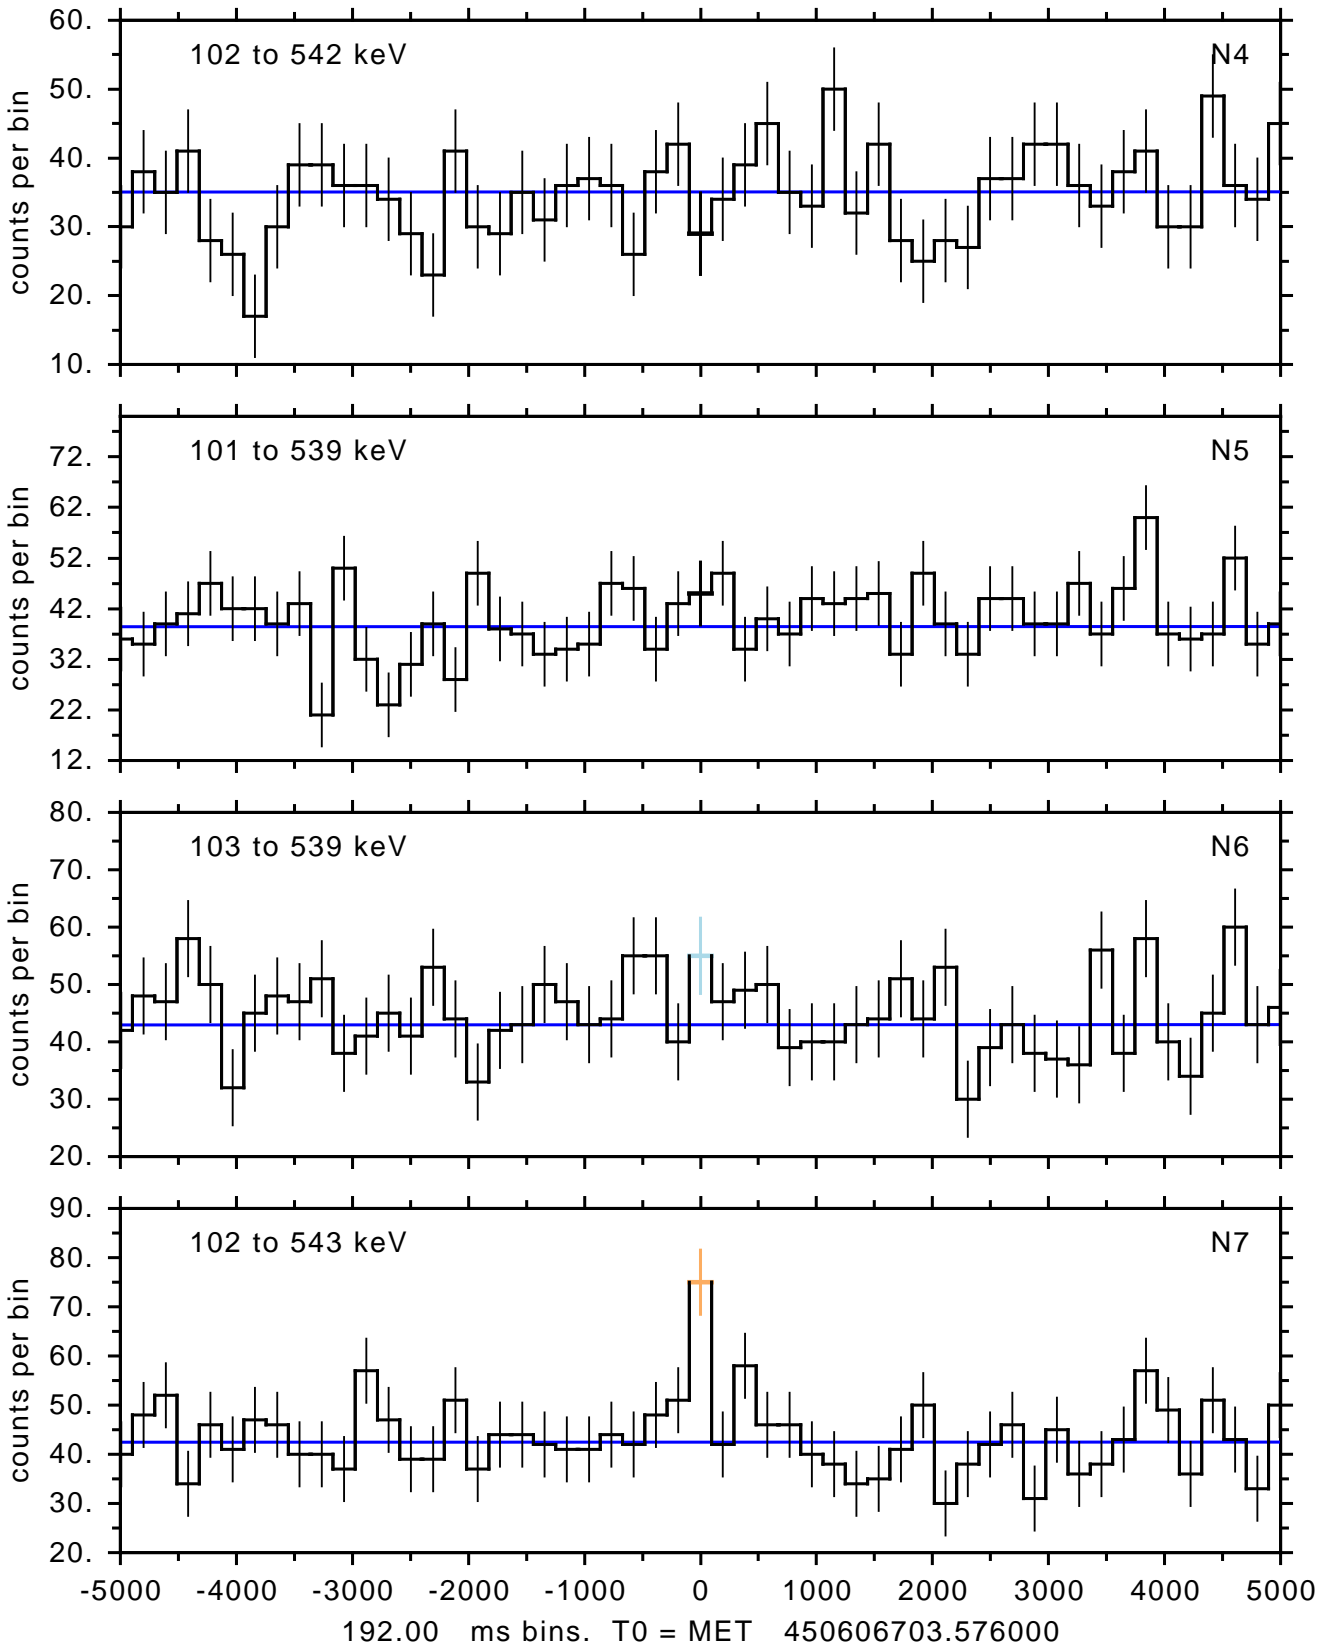 60.
50.
40.
30.
20.
10.
counts per bin
102 to 542 keV
N4
72.
62.
52.
42.
32.
22.
12.
counts per bin
101 to 539 keV
N5
80.
70.
60.
50.
40.
30.
20.
counts per bin
103 to 539 keV
N6
90.
80.
70.
60.
50.
40.
30.
20.
counts per bin
102 to 543 keV
N7
-5000 -4000 -3000 -2000 -1000 0 1000 2000 3000 4000 5000
192.00 ms bins. T0 = MET 450606703.576000